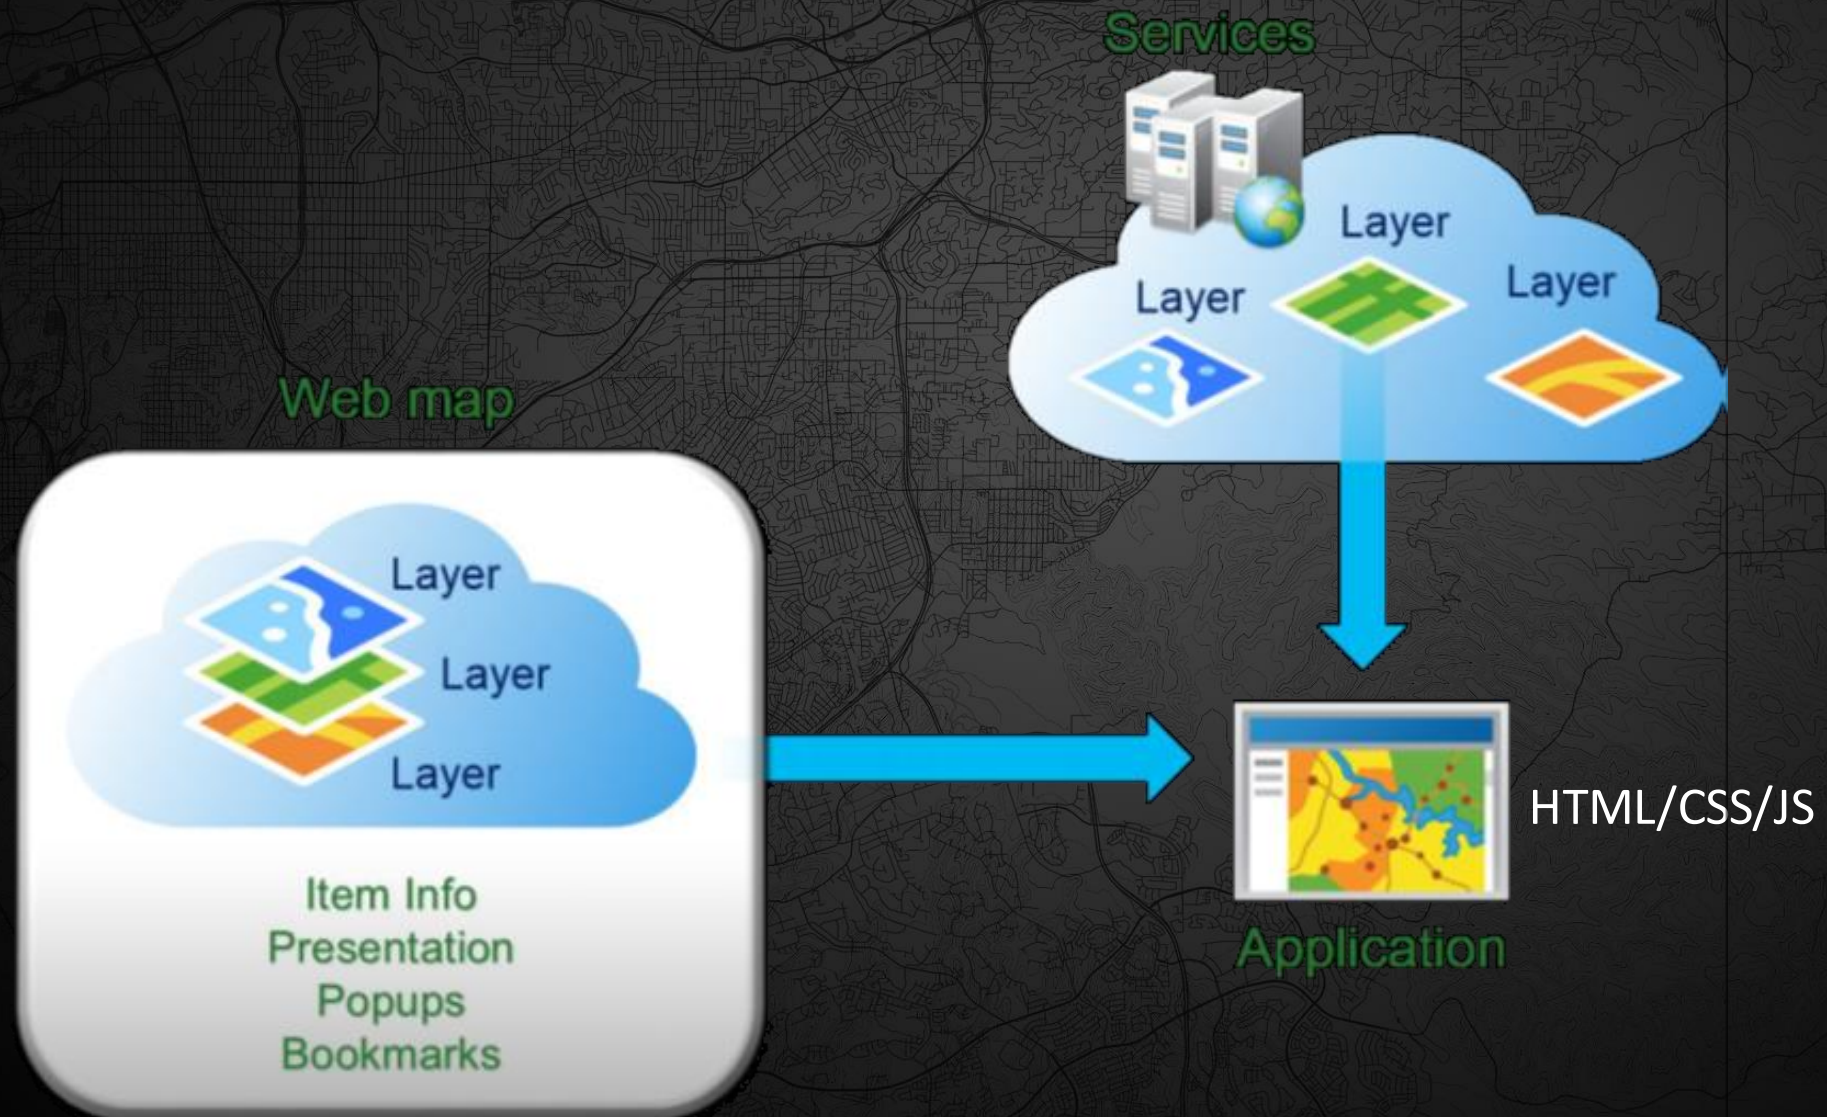 Services
Layer
Layer
Layer
Web map
Layer
Layer
Layer
Item Info
Presentation
Popups
Bookmarks
HTML/CSS/JS
Application